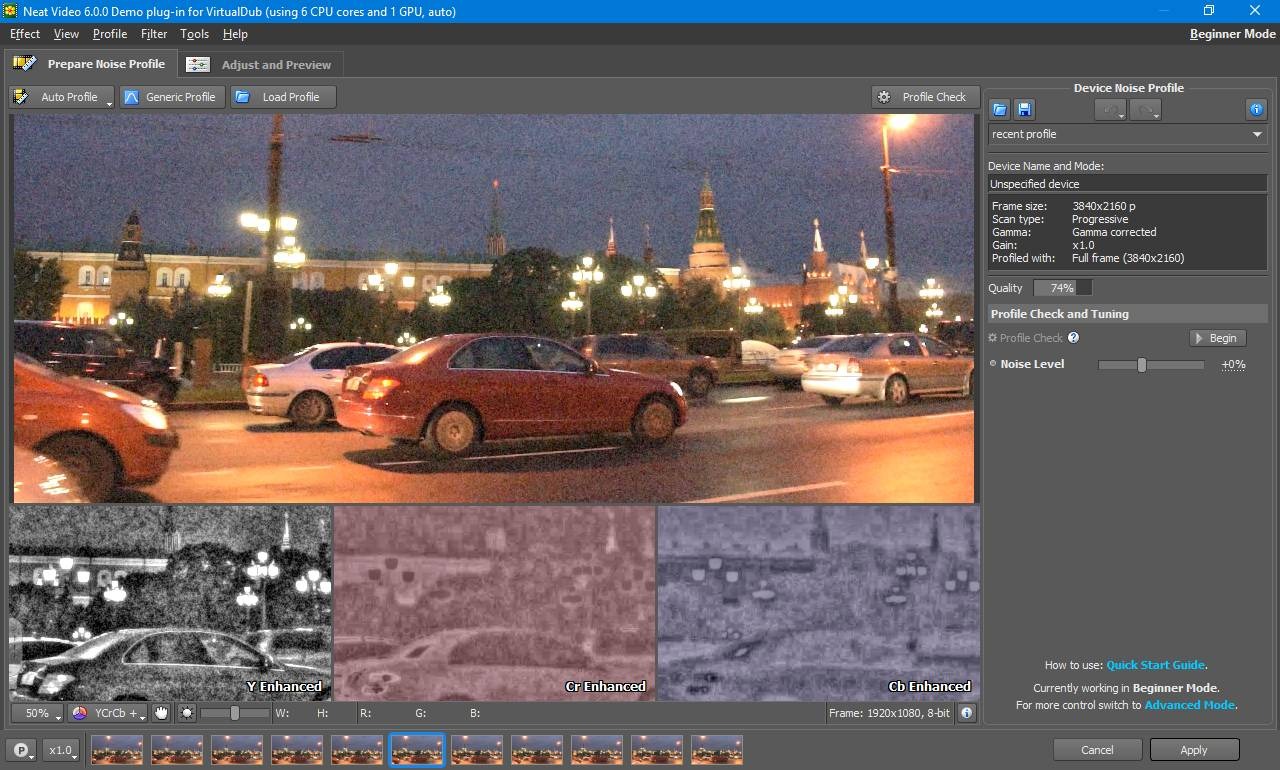 Neat Video 6.0.0 Demo plug-in for VirtualDub (using 6 CPU cores and 1 GPU, auto)
Effect View Profile Filter Tools Help Beginner Mode
Prepare Noise Profile Adjust and Preview
Auto Profile Generic Profile Load Profile Profile Check
Device Noise Profile
recent profile
Device Name and Mode:
Unspecified device
Frame size: 3840x2160 p
Scan type: Progressive
Gamma: Gamma corrected
Gain: x1.0
Profiled with: Full frame (3840x2160)
Quality 74%
Profile Check and Tuning
Profile Check ? Begin
Noise Level +0%
Y Enhanced Cr Enhanced Cb Enhanced
How to use: Quick Start Guide.
Currently working in Beginner Mode.
For more control switch to Advanced Mode.
50% YCrCb + W: H: R: G: B: Frame: 1920x1080, 8-bit
P x1.0 Cancel Apply